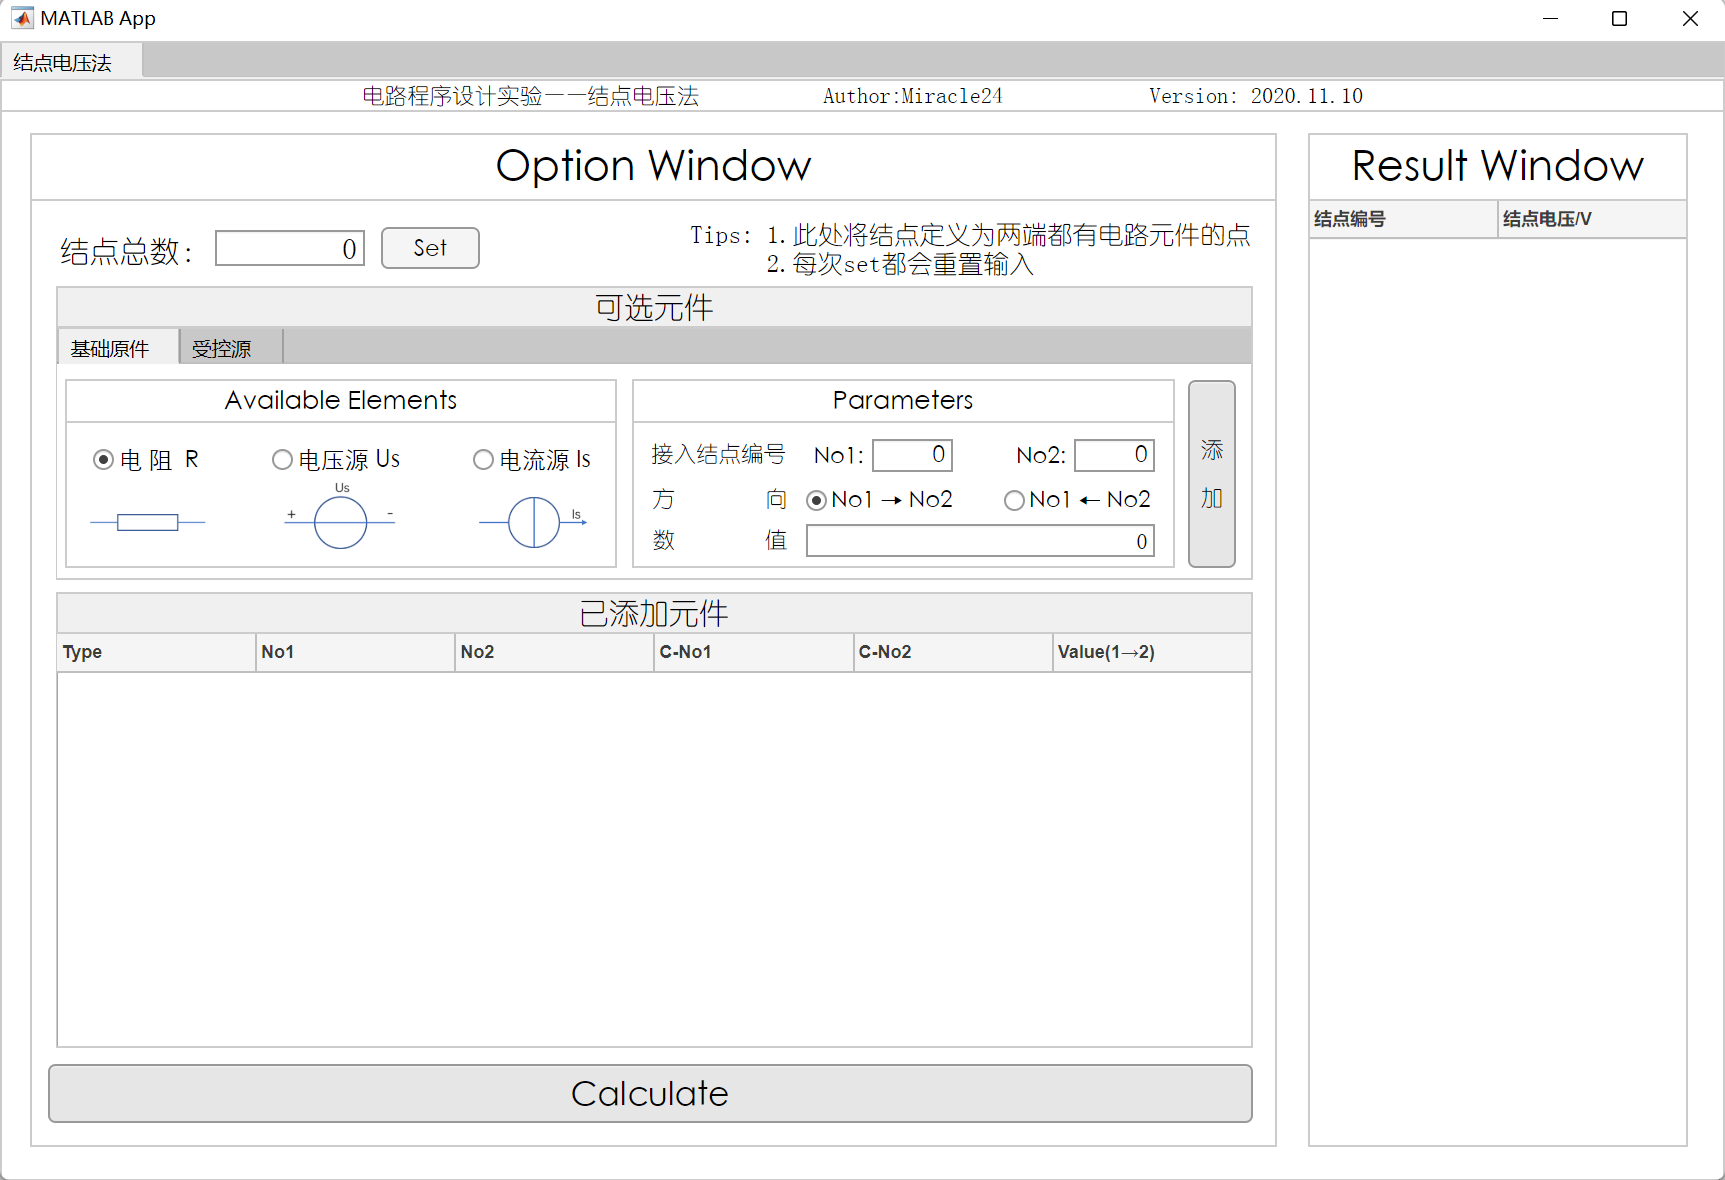 MATLAB App
结点电压法
电路程序设计实验——结点电压法 Author:Miracle24 Version: 2020.11.10
Option Window
结点总数: 0 Set
Tips: 1.此处将结点定义为两端都有电路元件的点
2.每次set都会重置输入
可选元件
基础原件 受控源
Available Elements
电 阻 R 电压源 Us 电流源 Is
Us
+ -
Is
Parameters
接入结点编号 No1: 0 No2: 0
方 向 No1 → No2 No1 ← No2
数 值 0
添
加
已添加元件
Type No1 No2 C-No1 C-No2 Value(1→2)
Calculate
Result Window
结点编号 结点电压/V